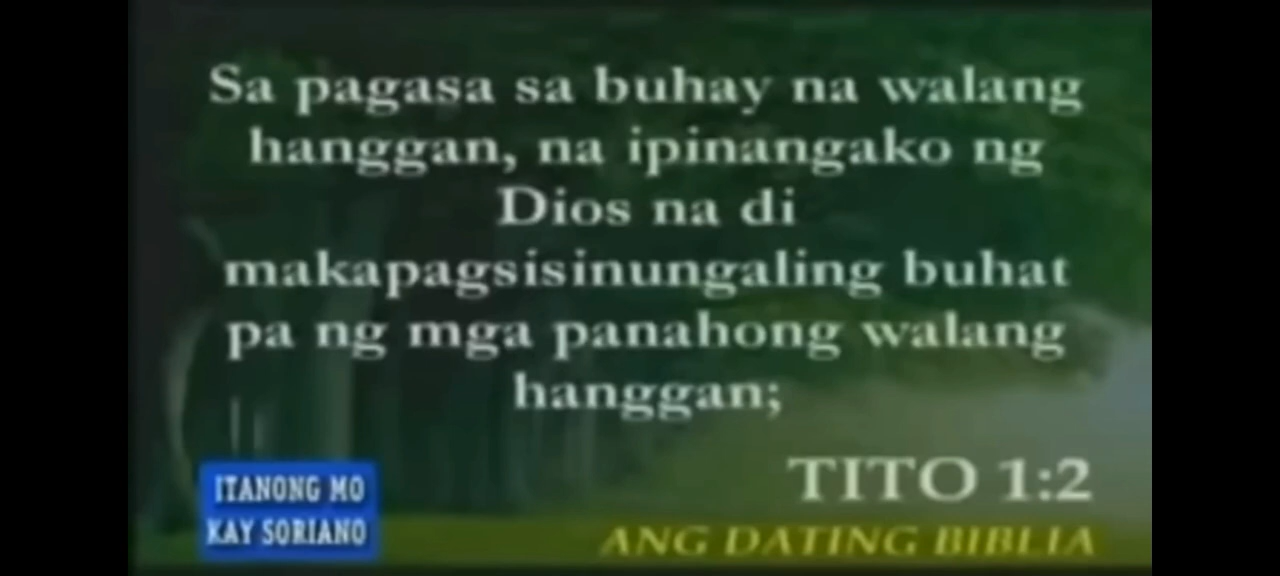 Sa pagasa sa buhay na walang
hanggan, na ipinangako ng
Dios na di
makapagsisinungaling buhat
pa ng mga panahong walang
hanggan;
TITO 1:2
ANG DATING BIBLIA
ITANONG MO
KAY SORIANO